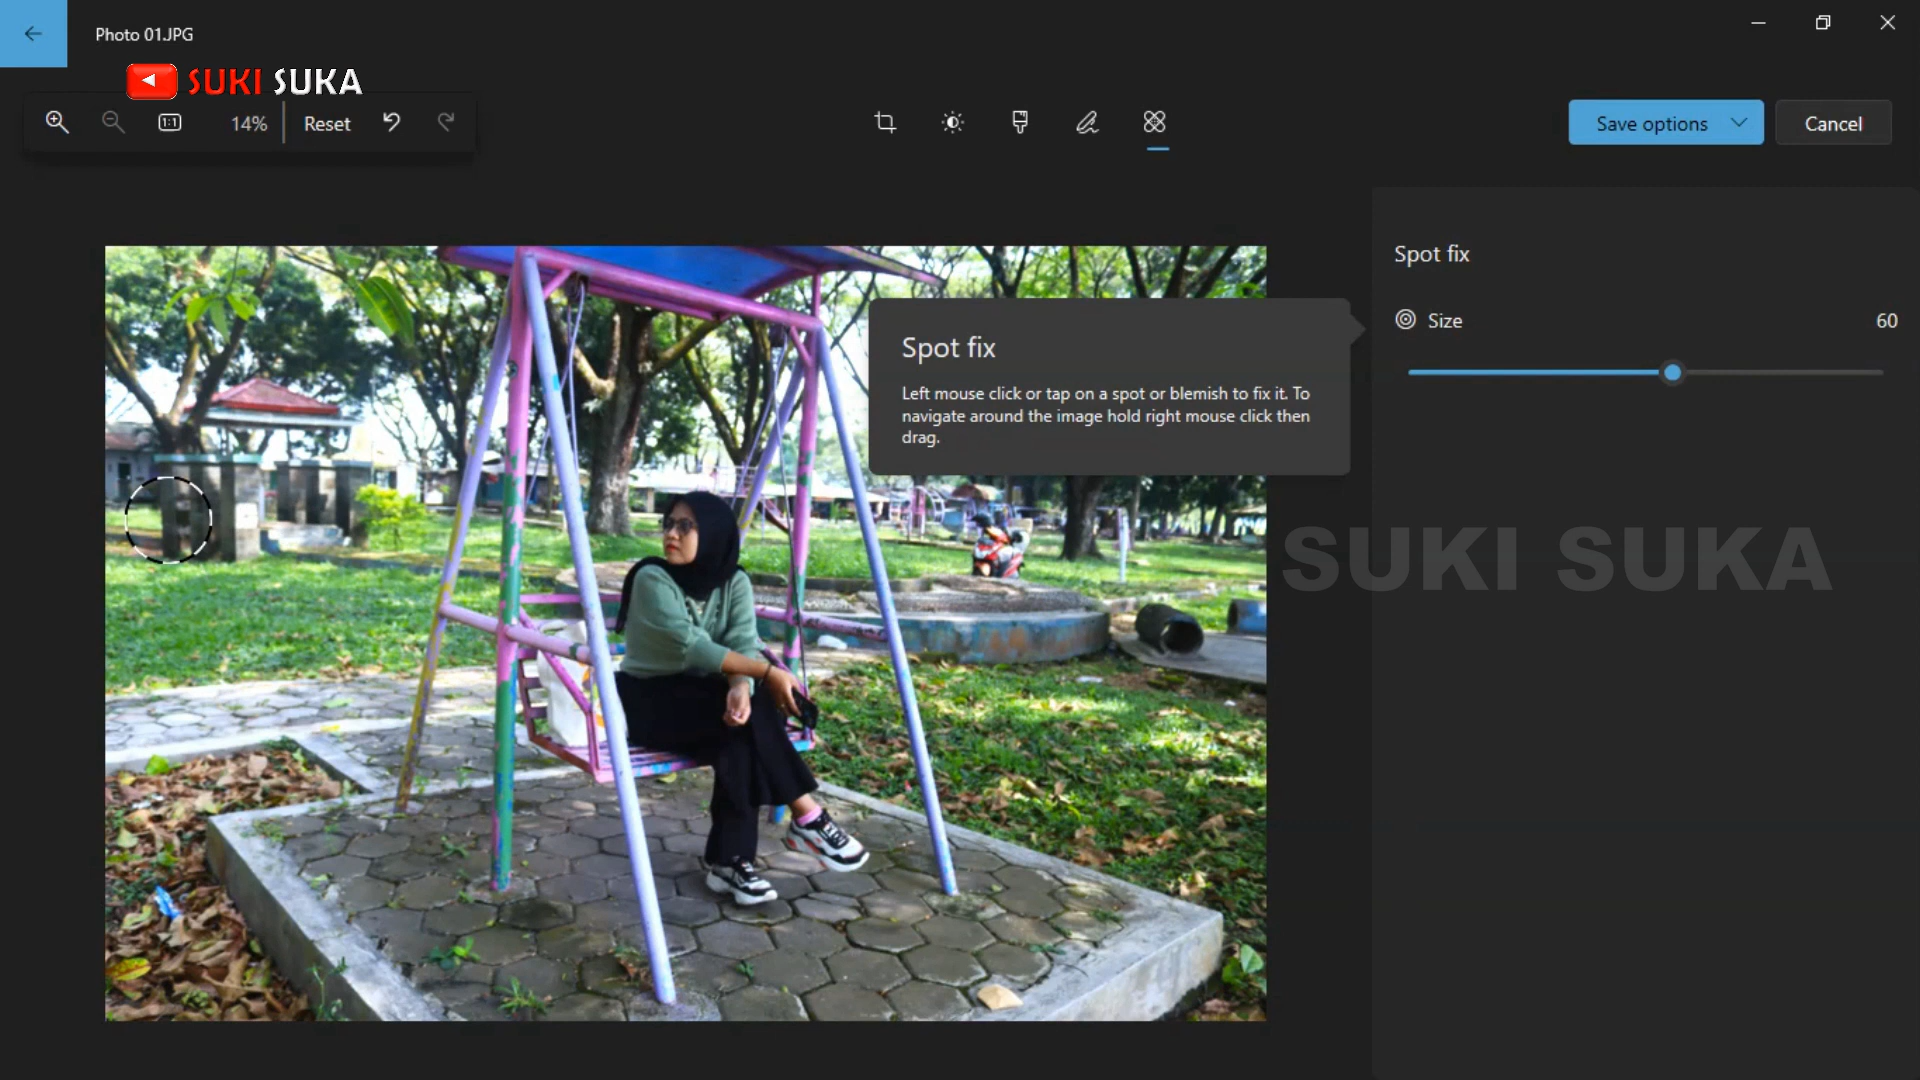 Photo 01.JPG
SUKI SUKA
1:1
14%
Reset
Save options
Cancel
Spot fix
Size
60
Spot fix
Left mouse click or tap on a spot or blemish to fix it. To
navigate around the image hold right mouse click then
drag.
SUKI SUKA